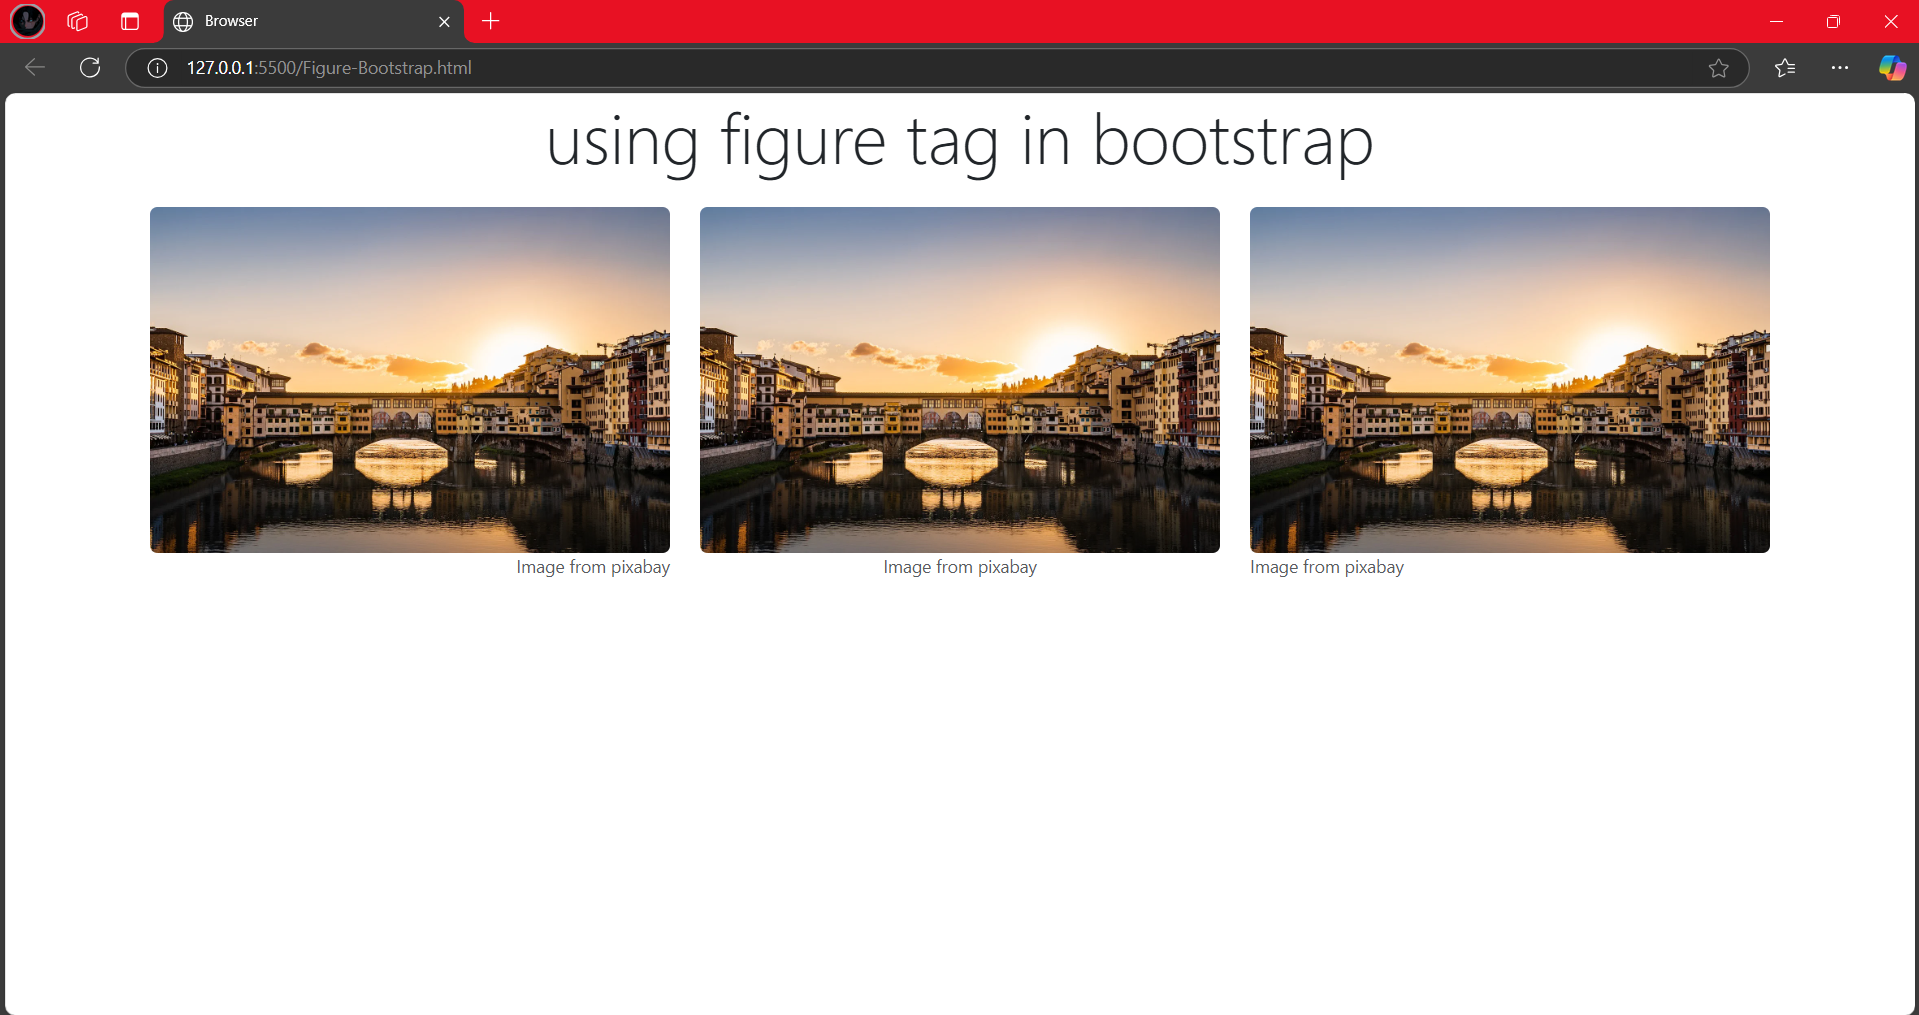 Browser
127.0.0.1:5500/Figure-Bootstrap.html
using figure tag in bootstrap
Image from pixabay
Image from pixabay
Image from pixabay